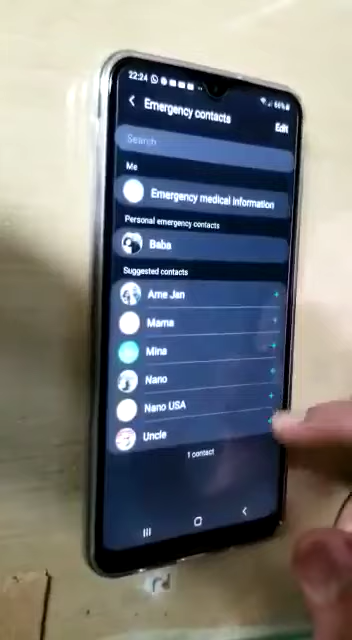 22:24 66%
Emergency contacts
Edit
Search
Me
Emergency medical information
Personal emergency contacts
Baba
Suggested contacts
Ame Jan
Mama
Mina
Nano
Nano USA
Uncle
1 contact